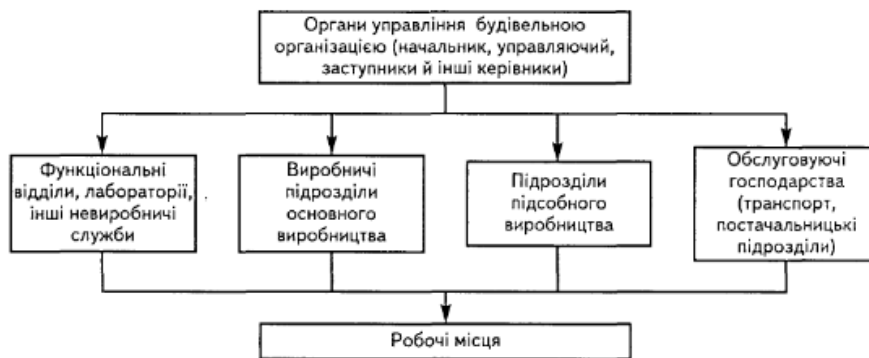 Органи управління будівельною
організацією (начальник, управляючий,
заступники й інші керівники)
Функціональні
відділи, лабораторії,
інші невиробничі
служби
Виробничі
підрозділи
основного
виробництва
Підрозділи
підсобного
виробництва
Обслуговуючі
господарства
(транспорт,
постачальницькі
підрозділи)
Робочі місця